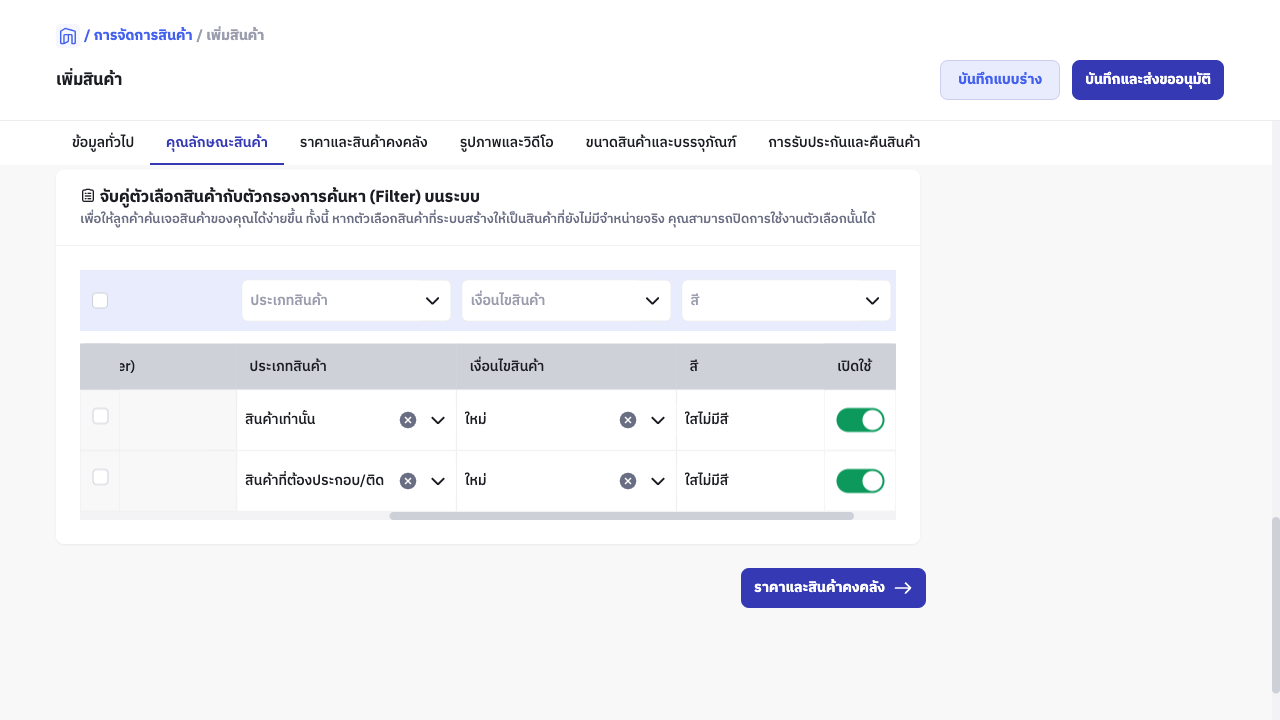 / การจัดการสินค้า / เพิ่มสินค้า
เพิ่มสินค้า
บันทึกแบบร่าง
บันทึกและส่งขออนุมัติ
ข้อมูลทั่วไป คุณลักษณะสินค้า ราคาและสินค้าคงคลัง รูปภาพและวิดีโอ ขนาดสินค้าและบรรจุภัณฑ์ การรับประกันและคืนสินค้า
จับคู่ตัวเลือกสินค้ากับตัวกรองการค้นหา (Filter) บนระบบ
เพื่อให้ลูกค้าค้นเจอสินค้าของคุณได้ง่ายขึ้น ทั้งนี้ หากตัวเลือกสินค้าที่ระบบสร้างให้เป็นสินค้าที่ยังไม่มีจำหน่ายจริง คุณสามารถปิดการใช้งานตัวเลือกนั้นได้
ประเภทสินค้า เงื่อนไขสินค้า สี
er) ประเภทสินค้า เงื่อนไขสินค้า สี เปิดใช้
สินค้าเท่านั้น ใหม่ ใสไม่มีสี
สินค้าที่ต้องประกอบ/ติด ใหม่ ใสไม่มีสี
ราคาและสินค้าคงคลัง